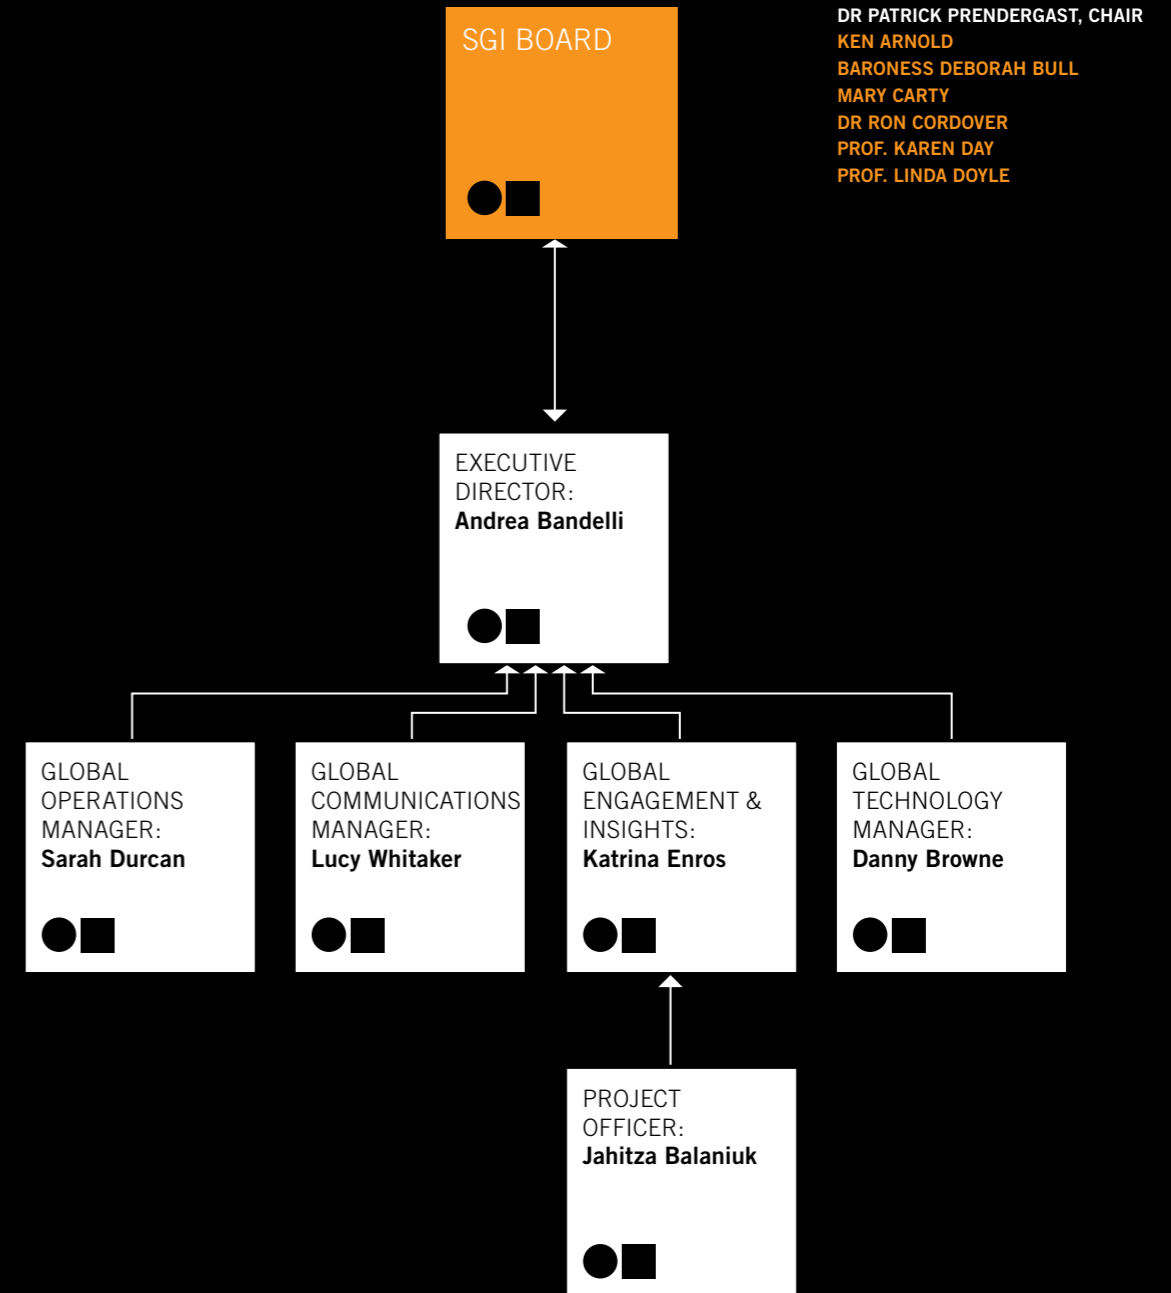 SGI BOARD
DR PATRICK PRENDERGAST, CHAIR
KEN ARNOLD
BARONESS DEBORAH BULL
MARY CARTY
DR RON CORDOVER
PROF. KAREN DAY
PROF. LINDA DOYLE
EXECUTIVE
DIRECTOR:
Andrea Bandelli
GLOBAL
OPERATIONS
MANAGER:
Sarah Durcan
GLOBAL
COMMUNICATIONS
MANAGER:
Lucy Whitaker
GLOBAL
ENGAGEMENT &
INSIGHTS:
Katrina Enros
GLOBAL
TECHNOLOGY
MANAGER:
Danny Browne
PROJECT
OFFICER:
Jahitza Balaniuk